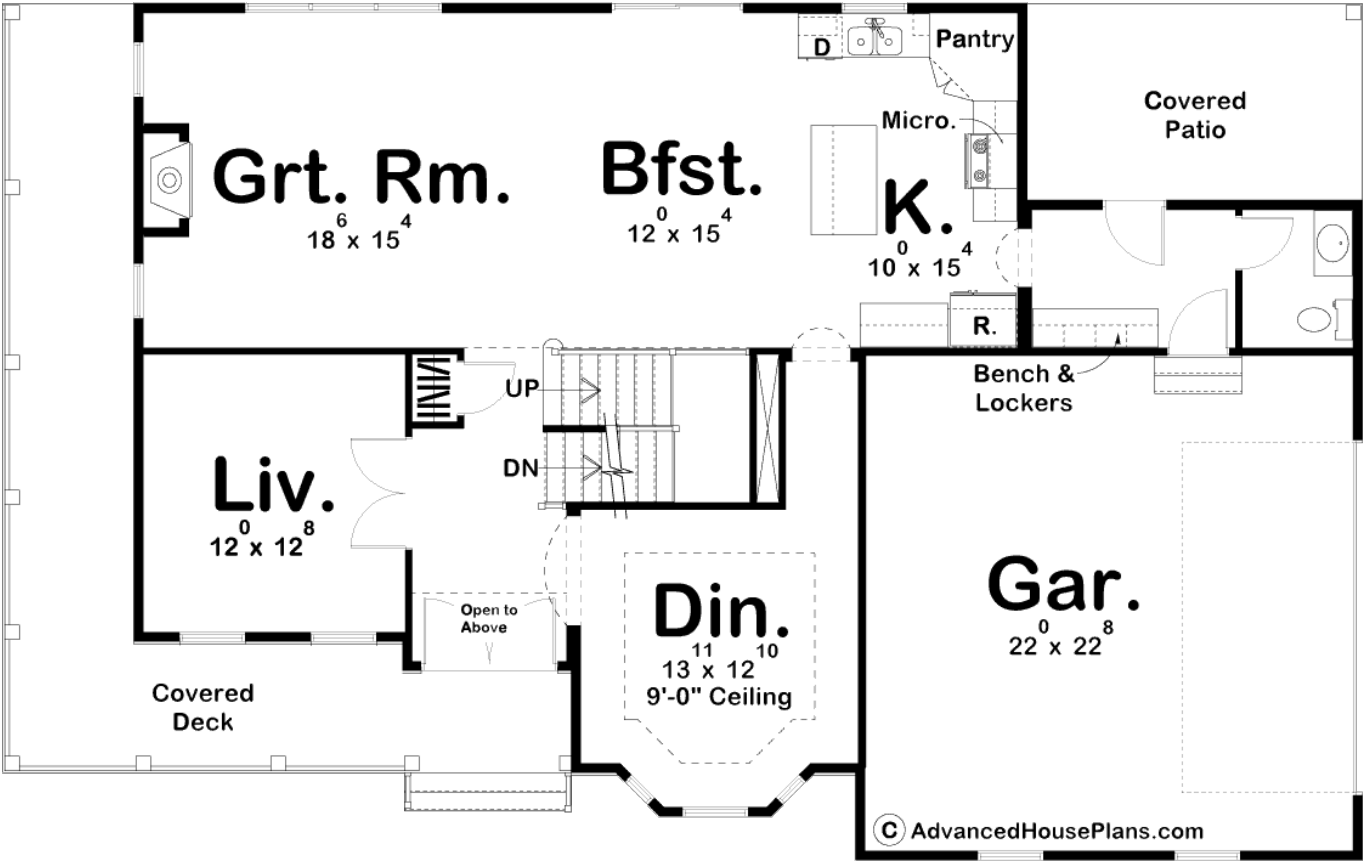 D
Pantry
Covered
Patio
Micro.
Grt. Rm.
18⁶ x 15⁴
Bfst.
12⁰ x 15⁴
K.
10⁰ x 15⁴
R.
Bench &
Lockers
UP
DN
Liv.
12⁰ x 12⁸
Open to
Above
Din.
13¹¹ x 12¹⁰
9'-0" Ceiling
Gar.
22⁰ x 22⁸
Covered
Deck
© AdvancedHousePlans.com